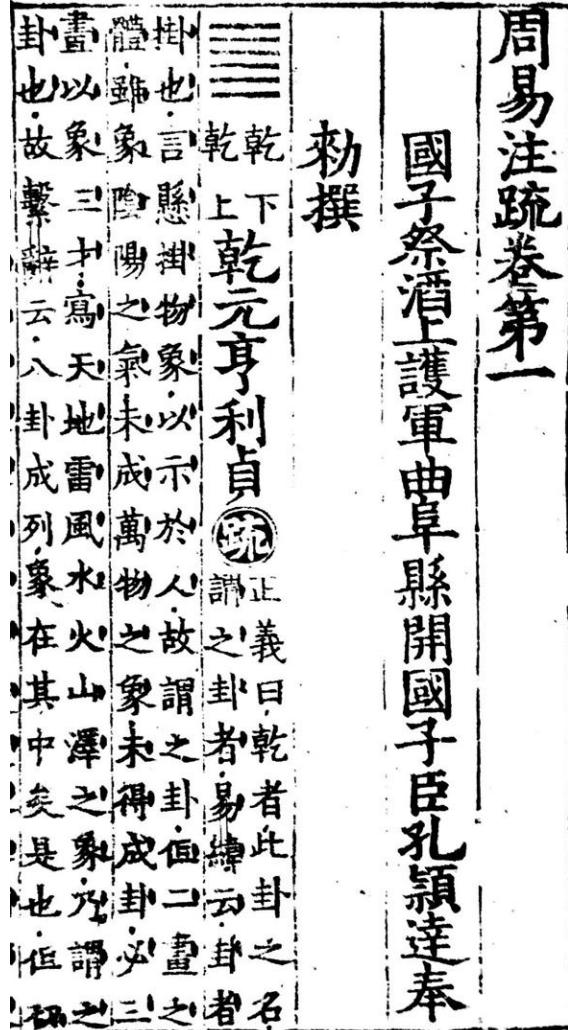 周易注疏卷第一
國子祭酒上護軍曲阜縣開國子臣孔穎達奉
勑撰
乾下
乾上
乾元亨利貞 疏
正義曰乾者此卦之名
謂之卦者易緯云卦者
掛也言懸掛物象以示於人故謂之卦但二畫之
體雖象陰陽之氣未成萬物之象未得成卦必三
畫以象三才寫天地雷風水火山澤之象乃謂之
卦也故繫辭云八卦成列象在其中矣是也但初